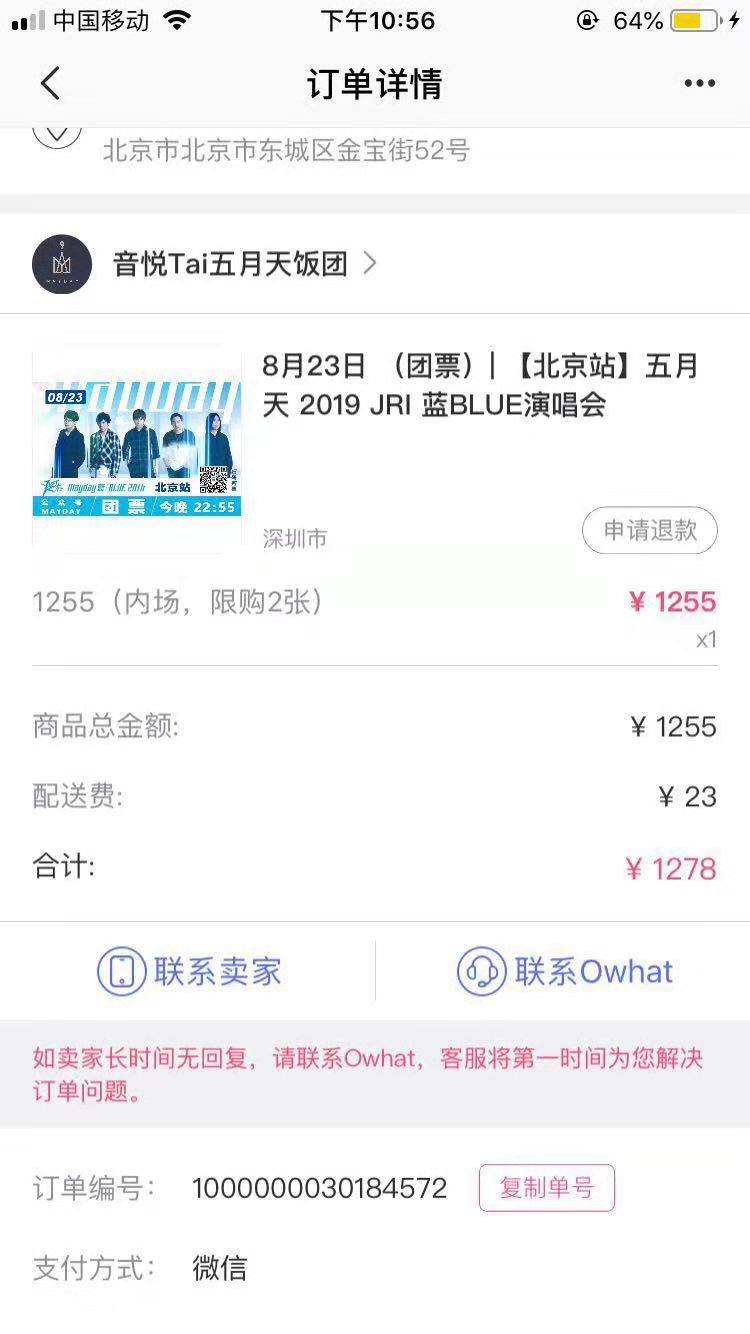 中国移动 下午10:56 64%
订单详情
北京市北京市东城区金宝街52号
音悦Tai五月天饭团
8月23日 （团票）| 【北京站】五月
天 2019 JRI 蓝BLUE演唱会
08/23
Mayday
Mayday 蓝 | BLUE 20th 北京站
公众号
MAYDAY
团票
今晚 22:55
深圳市
申请退款
1255（内场，限购2张）
¥ 1255
x1
商品总金额: ¥ 1255
配送费: ¥ 23
合计: ¥ 1278
联系卖家 联系Owhat
如卖家长时间无回复，请联系Owhat，客服将第一时间为您解决
订单问题。
订单编号： 1000000030184572 复制单号
支付方式： 微信